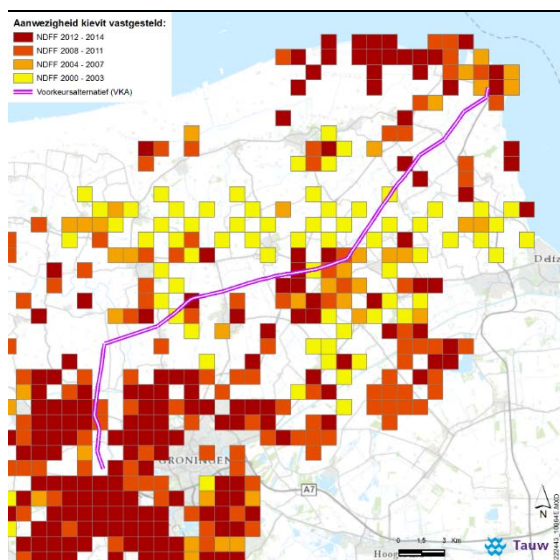 Aanwezigheid kievit vastgesteld:
NDFF 2012 - 2014
NDFF 2008 - 2011
NDFF 2004 - 2007
NDFF 2000 - 2003
Voorkeursalternatief (VKA)
Delfz
GRONINGEN
A7
N
0 1,5 3 Km
Hoog
Tauw